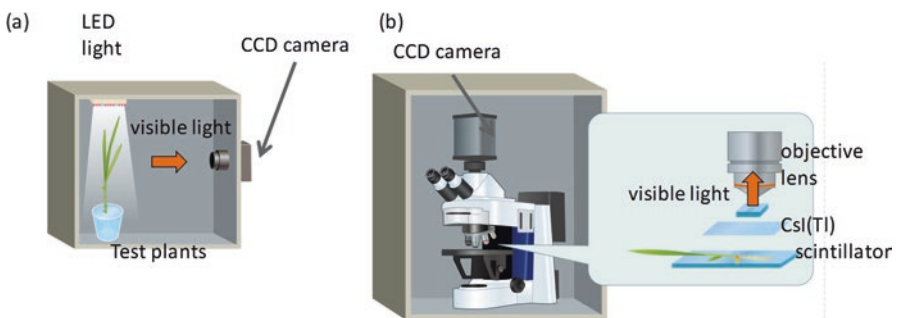 (a)
LED
light
CCD camera
visible light
Test plants
(b)
CCD camera
visible light
objective
lens
CsI(Tl)
scintillator